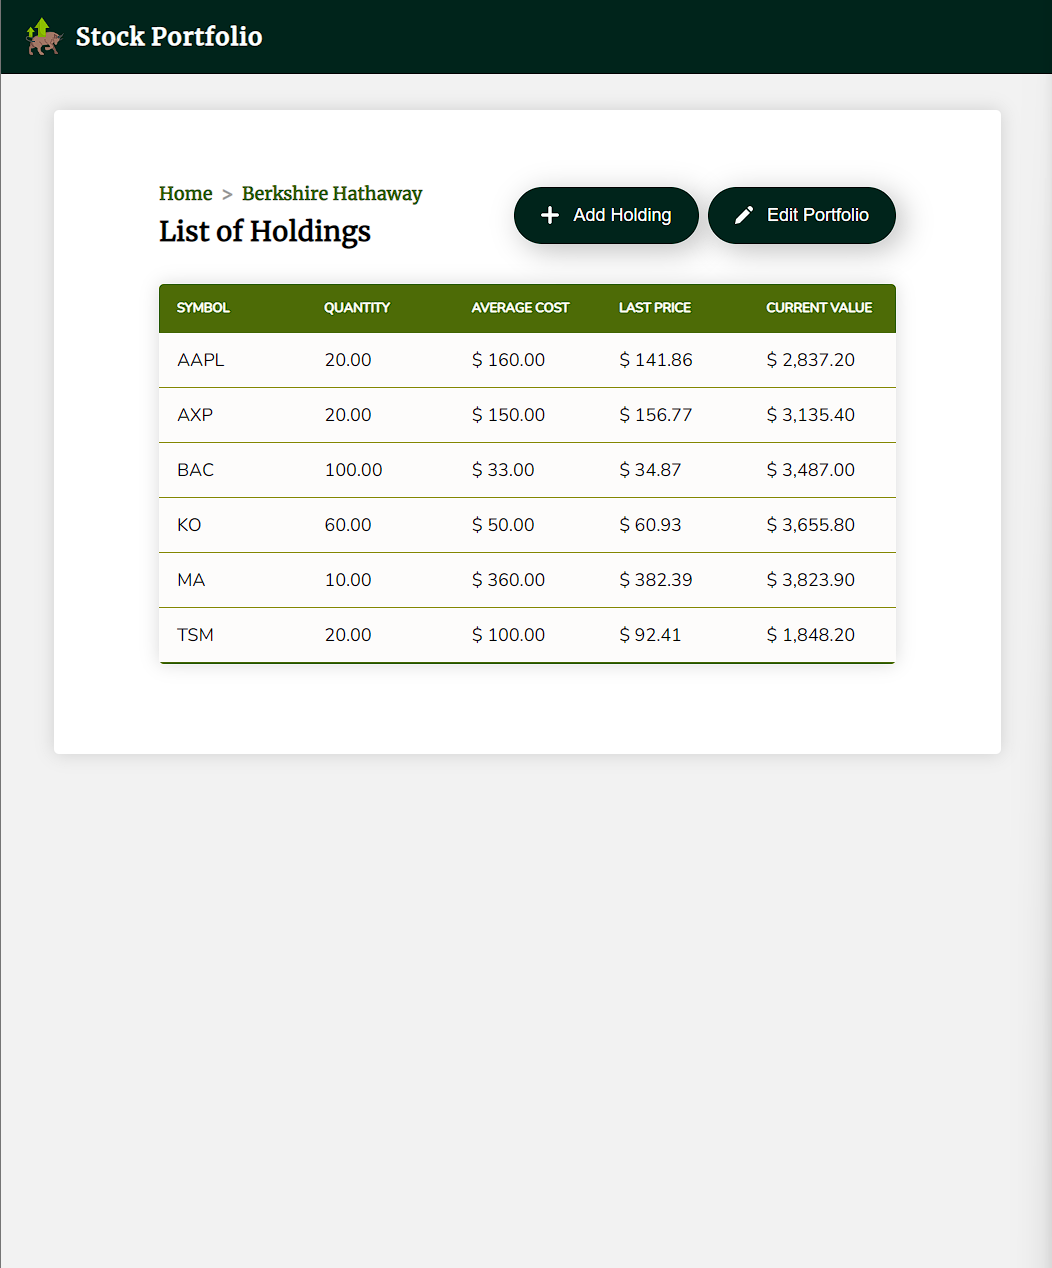 Stock Portfolio
Home > Berkshire Hathaway
List of Holdings
Add Holding
Edit Portfolio
SYMBOL QUANTITY AVERAGE COST LAST PRICE CURRENT VALUE
AAPL 20.00 $ 160.00 $ 141.86 $ 2,837.20
AXP 20.00 $ 150.00 $ 156.77 $ 3,135.40
BAC 100.00 $ 33.00 $ 34.87 $ 3,487.00
KO 60.00 $ 50.00 $ 60.93 $ 3,655.80
MA 10.00 $ 360.00 $ 382.39 $ 3,823.90
TSM 20.00 $ 100.00 $ 92.41 $ 1,848.20